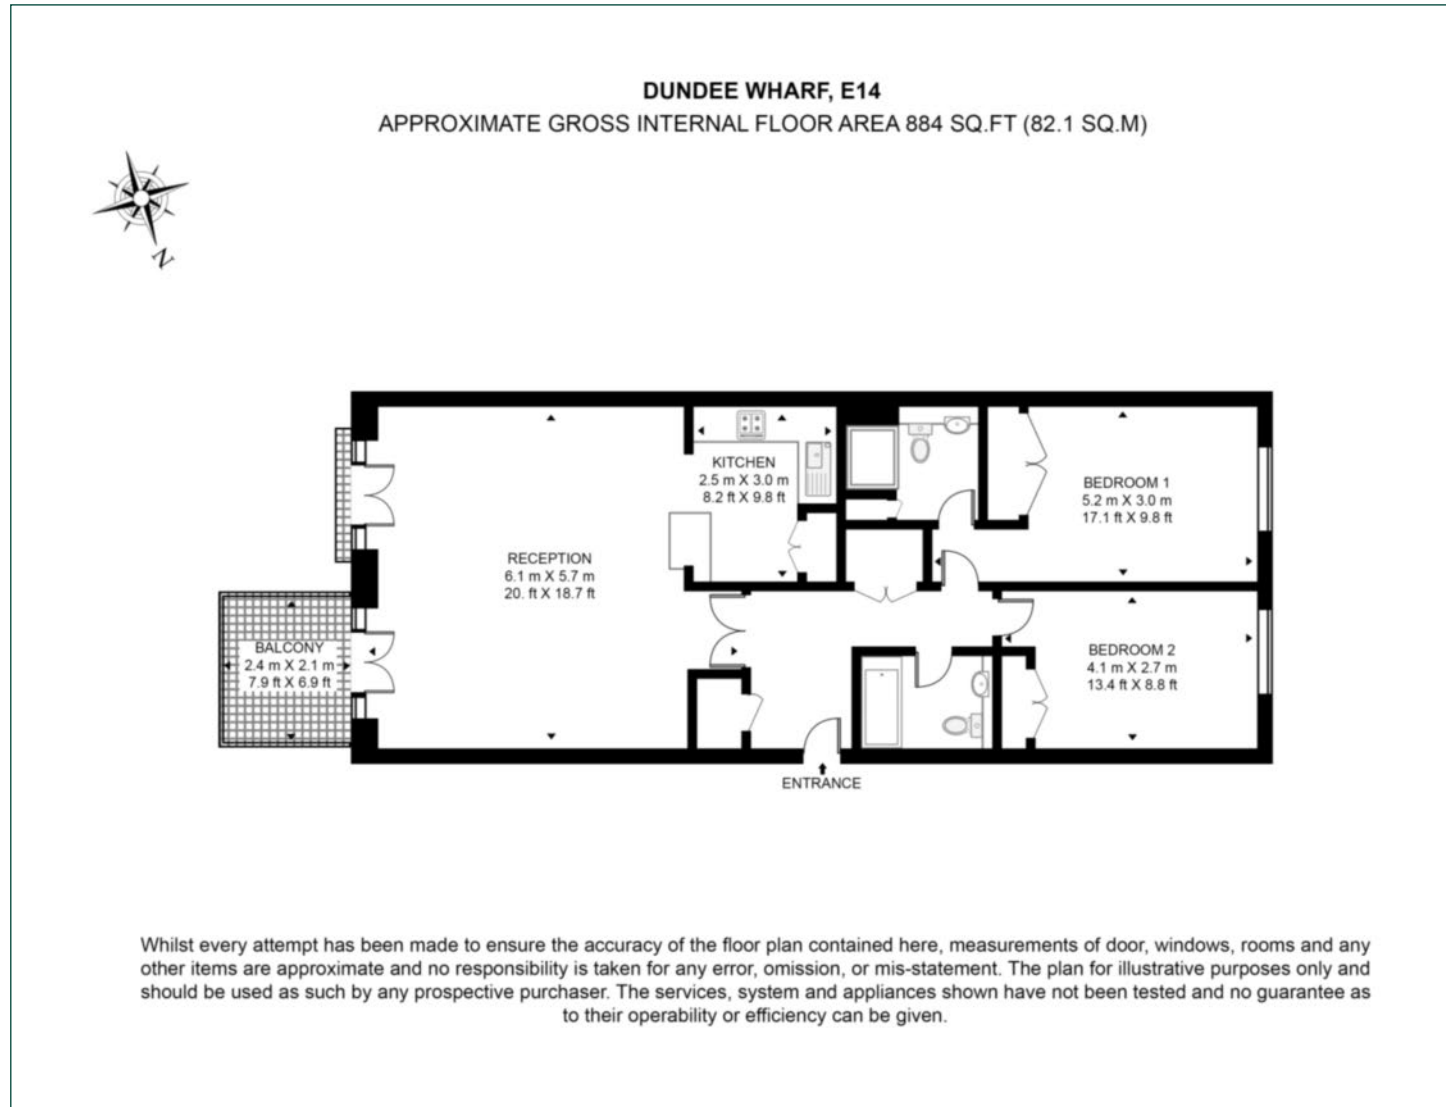 DUNDEE WHARF, E14
APPROXIMATE GROSS INTERNAL FLOOR AREA 884 SQ.FT (82.1 SQ.M)
N
KITCHEN
2.5 m X 3.0 m
8.2 ft X 9.8 ft
BEDROOM 1
5.2 m X 3.0 m
17.1 ft X 9.8 ft
RECEPTION
6.1 m X 5.7 m
20. ft X 18.7 ft
BALCONY
2.4 m X 2.1 m
7.9 ft X 6.9 ft
BEDROOM 2
4.1 m X 2.7 m
13.4 ft X 8.8 ft
ENTRANCE
Whilst every attempt has been made to ensure the accuracy of the floor plan contained here, measurements of door, windows, rooms and any
other items are approximate and no responsibility is taken for any error, omission, or mis-statement. The plan for illustrative purposes only and
should be used as such by any prospective purchaser. The services, system and appliances shown have not been tested and no guarantee as
to their operability or efficiency can be given.